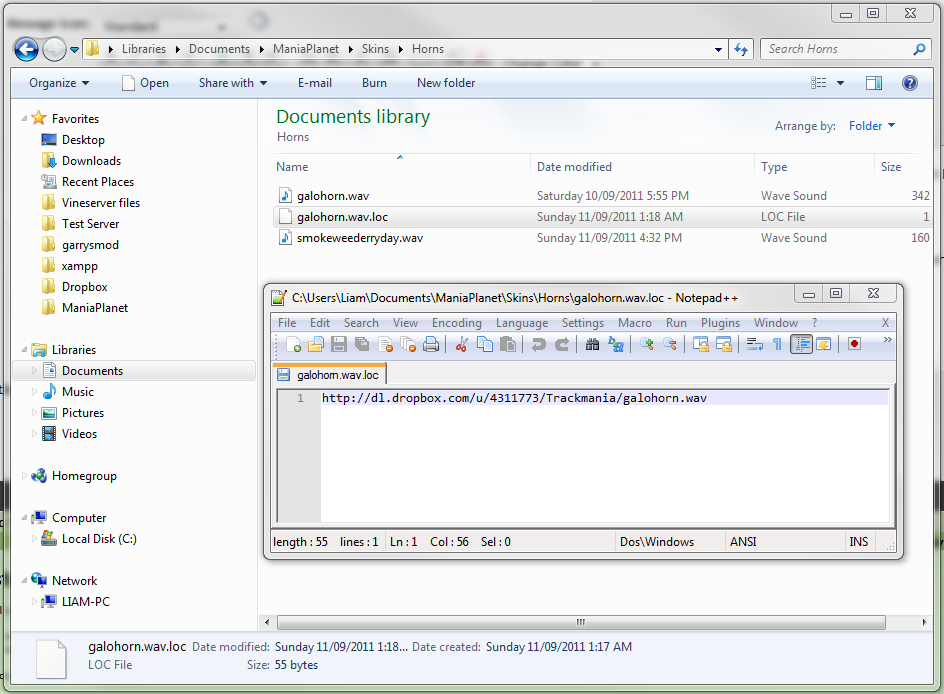 Libraries Documents ManiaPlanet Skins Horns
Search Horns
Organize Open Share with E-mail Burn New folder
Favorites
Desktop
Downloads
Recent Places
Vineserver files
Test Server
garrysmod
xampp
Dropbox
ManiaPlanet
Libraries
Documents
Music
Pictures
Videos
Homegroup
Computer
Local Disk (C:)
Network
LIAM-PC
Documents library
Horns
Arrange by: Folder
Name Date modified Type Size
galohorn.wav Saturday 10/09/2011 5:55 PM Wave Sound 342
galohorn.wav.loc Sunday 11/09/2011 1:18 AM LOC File 1
smokeweederryday.wav Sunday 11/09/2011 4:32 PM Wave Sound 160
C:\Users\Liam\Documents\ManiaPlanet\Skins\Horns\galohorn.wav.loc - Notepad++
File Edit Search View Encoding Language Settings Macro Run Plugins Window ? X
galohorn.wav.loc
1 http://dl.dropbox.com/u/4311773/Trackmania/galohorn.wav
length : 55 lines : 1 Ln : 1 Col : 56 Sel : 0 Dos\Windows ANSI INS
galohorn.wav.loc Date modified: Sunday 11/09/2011 1:18... Date created: Sunday 11/09/2011 1:17 AM
LOC File Size: 55 bytes